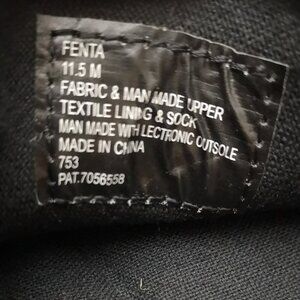 FENTA
11.5 M
FABRIC & MAN MADE UPPER
TEXTILE LINING & SOCK
MAN MADE WITH LECTRONIC OUTSOLE
MADE IN CHINA
753
PAT.7056558